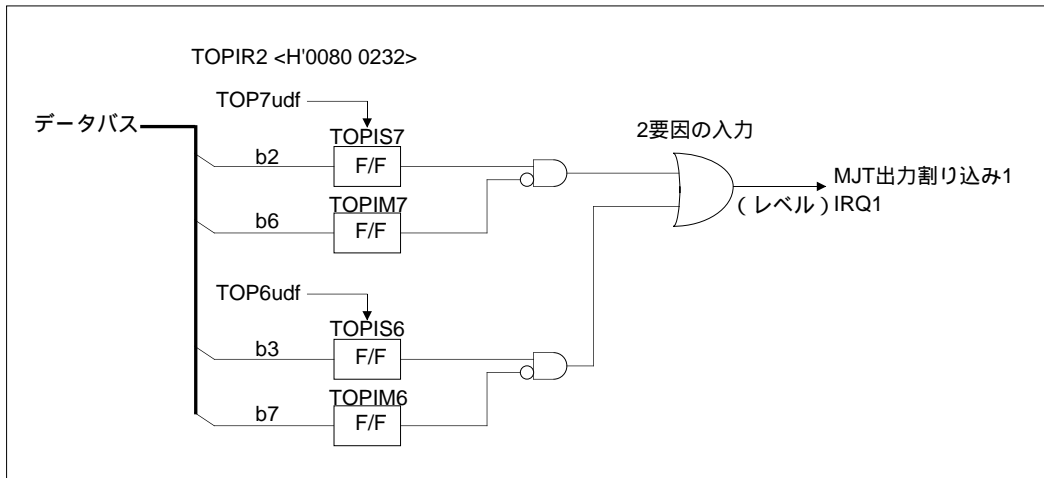 TOPIR2 <H'0080 0232>
TOP7udf
データバス
TOPIS7
2要因の入力
b2
F/F
MJT出力割り込み1
TOPIM7
(レベル)IRQ1
b6
F/F
TOP6udf
TOPIS6
b3
F/F
TOPIM6
b7
F/F